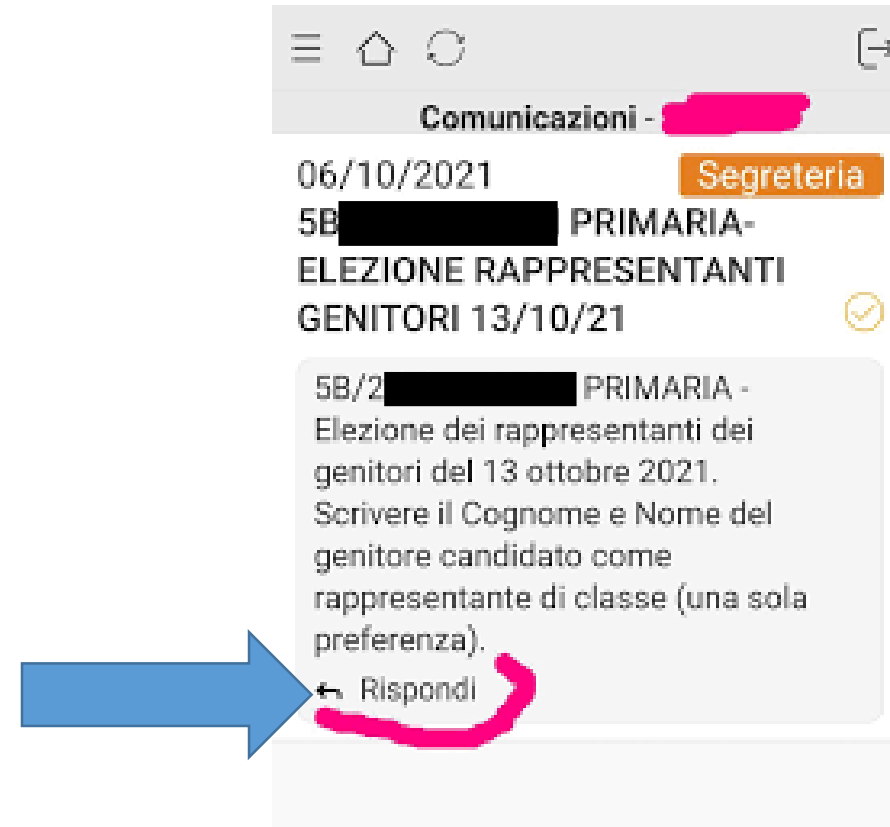 Comunicazioni -
06/10/2021 Segreteria
5B PRIMARIA-
ELEZIONE RAPPRESENTANTI
GENITORI 13/10/21
5B/2 PRIMARIA -
Elezione dei rappresentanti dei
genitori del 13 ottobre 2021.
Scrivere il Cognome e Nome del
genitore candidato come
rappresentante di classe (una sola
preferenza).
Rispondi